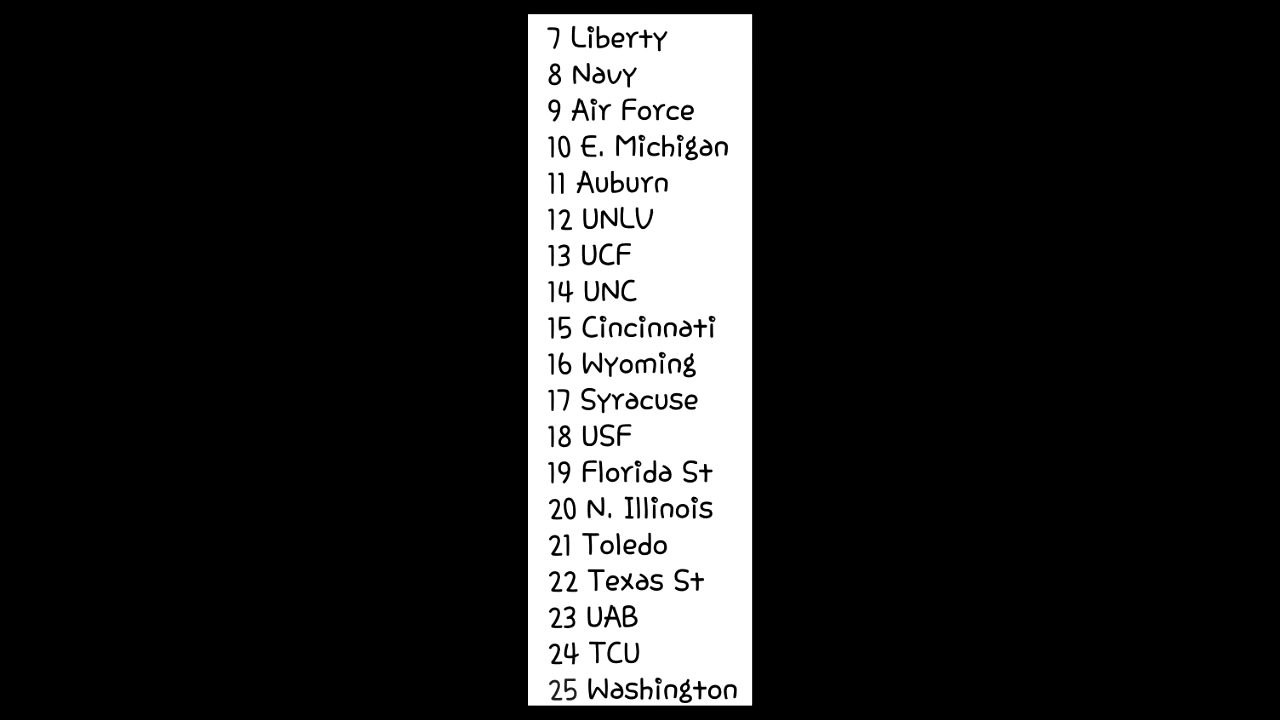 7 Liberty
8 Navy
9 Air Force
10 E. Michigan
11 Auburn
12 UNLV
13 UCF
14 UNC
15 Cincinnati
16 Wyoming
17 Syracuse
18 USF
19 Florida St
20 N. Illinois
21 Toledo
22 Texas St
23 UAB
24 TCU
25 Washington